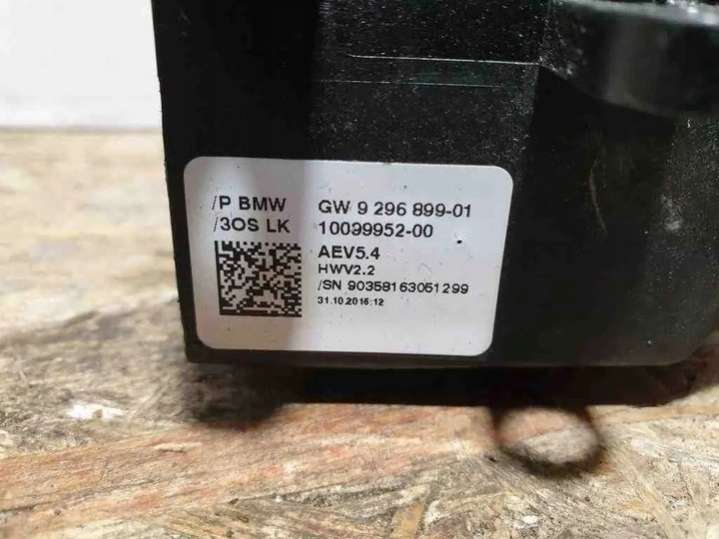 /P BMW GW 9 296 899-01
/3OS LK 10099952-00
AEV5.4
HWV2.2
/SN 90358163051299
31.10.2016:12